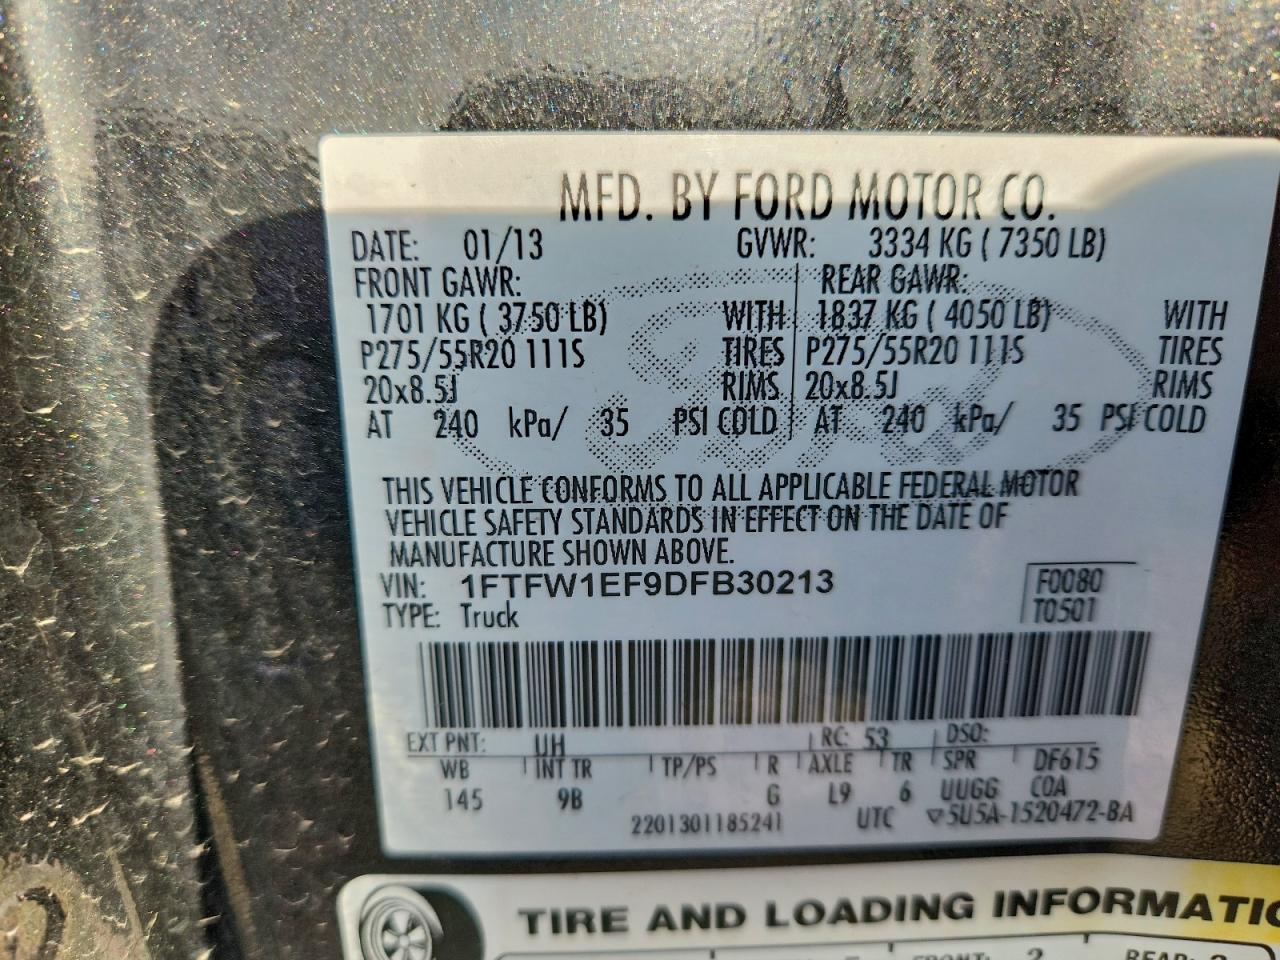 MFD. BY FORD MOTOR CO.
DATE: 01/13 GVWR: 3334 KG ( 7350 LB)
FRONT GAWR: REAR GAWR:
1701 KG ( 3750 LB) WITH 1837 KG ( 4050 LB) WITH
P275/55R20 111S TIRES P275/55R20 111S TIRES
20x8.5J RIMS 20x8.5J RIMS
AT 240 kPa/ 35 PSI COLD AT 240 kPa/ 35 PSI COLD
THIS VEHICLE CONFORMS TO ALL APPLICABLE FEDERAL MOTOR
VEHICLE SAFETY STANDARDS IN EFFECT ON THE DATE OF
MANUFACTURE SHOWN ABOVE.
VIN: 1FTFW1EF9DFB30213 F0080
TYPE: Truck T0501
EXT PNT: UH RC: 53 DSO:
WB INT TR TP/PS R AXLE TR SPR DF615
145 9B G L9 6 UUGG COA
2201301185241 UTC ▽5U5A-1520472-BA
TIRE AND LOADING INFORMATIO
FRONT: 2 REAR: